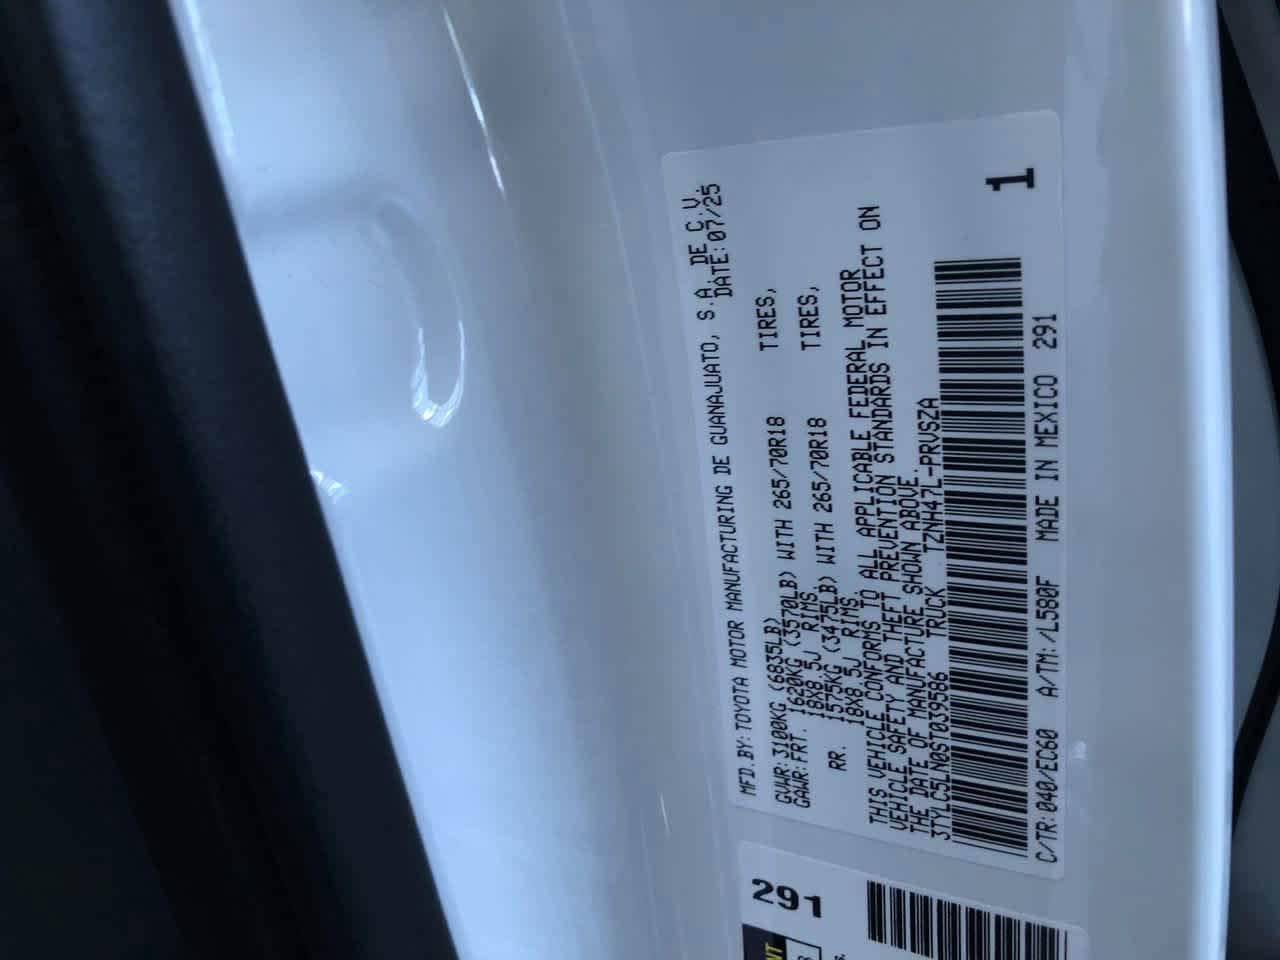 MFD. BY: TOYOTA MOTOR MANUFACTURING DE GUANAJUATO, S.A. DE C.V.
DATE: 07/25
GVWR: 3100KG (6835LB)
GAWR: FRT. 1620KG (3570LB) WITH 265/70R18 TIRES,
18X8.5J RIMS,
RR. 1575KG (3475LB) WITH 265/70R18 TIRES,
18X8.5J RIMS.
THIS VEHICLE CONFORMS TO ALL APPLICABLE FEDERAL MOTOR
VEHICLE SAFETY AND THEFT PREVENTION STANDARDS IN EFFECT ON
THE DATE OF MANUFACTURE SHOWN ABOVE.
3TYLC5LN0ST039586 TRUCK TZNH47L-PRVSZA
1
C/TR: 040/EC60 A/TM: /L580F MADE IN MEXICO 291
291